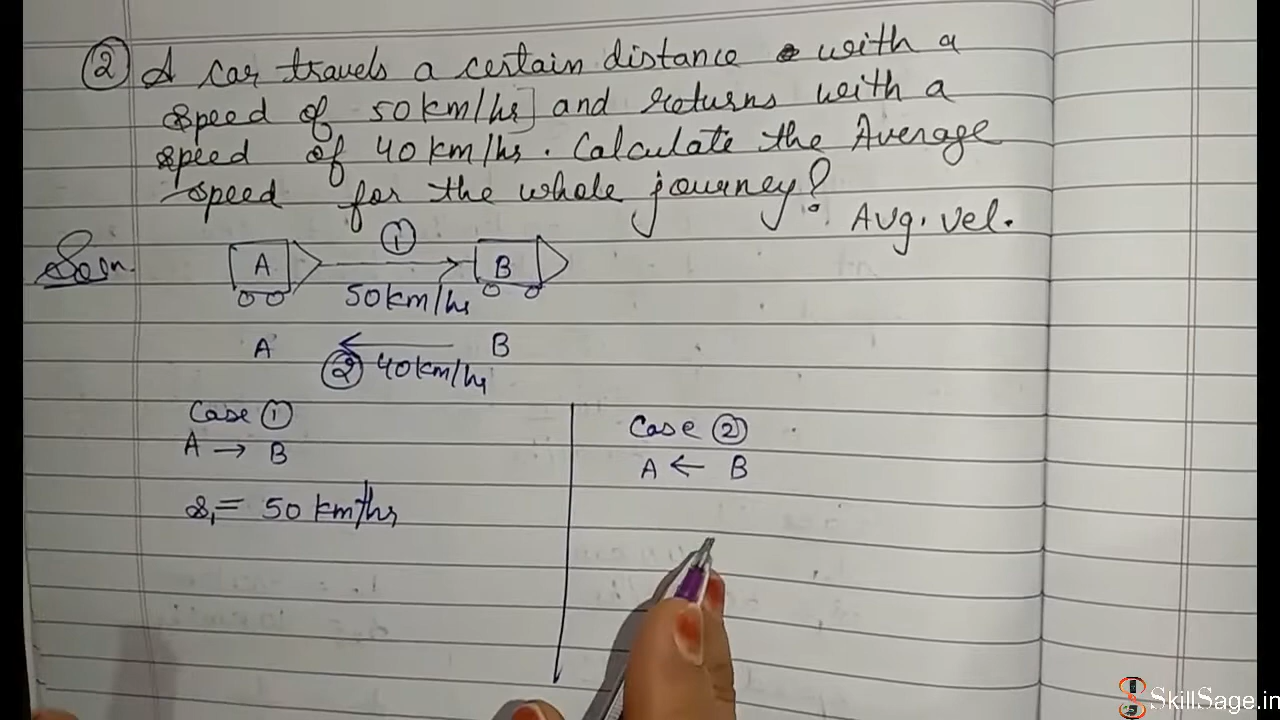 ② A car travels a certain distance with a
speed of 50 km/hr] and returns with a
speed of 40 km/hr. Calculate the Average
speed for the whole journey?
Avg. vel.
Soln.
①
A
B
50 km/hr
A B
② 40 km/hr
Case ①
A → B
s₁ = 50 km/hr
Case ②
A ← B
SkillSage.in